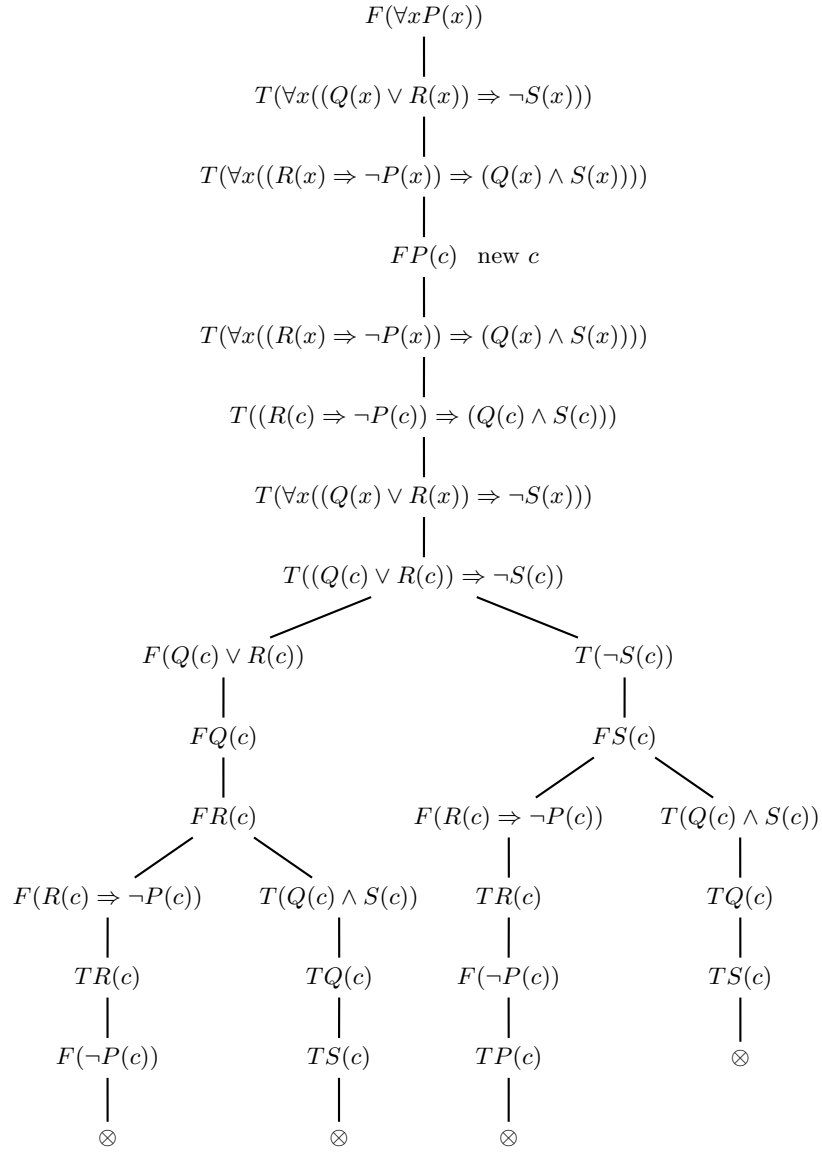 F(∀xP(x))
T(∀x((Q(x) ∨ R(x)) ⇒ ¬S(x)))
T(∀x((R(x) ⇒ ¬P(x)) ⇒ (Q(x) ∧ S(x))))
FP(c) new c
T(∀x((R(x) ⇒ ¬P(x)) ⇒ (Q(x) ∧ S(x))))
T((R(c) ⇒ ¬P(c)) ⇒ (Q(c) ∧ S(c)))
T(∀x((Q(x) ∨ R(x)) ⇒ ¬S(x)))
T((Q(c) ∨ R(c)) ⇒ ¬S(c))
F(Q(c) ∨ R(c)) T(¬S(c))
FQ(c) FS(c)
FR(c) F(R(c) ⇒ ¬P(c)) T(Q(c) ∧ S(c))
F(R(c) ⇒ ¬P(c)) T(Q(c) ∧ S(c)) TR(c) TQ(c)
TR(c) TQ(c) F(¬P(c)) TS(c)
F(¬P(c)) TS(c) TP(c) ⊗
⊗ ⊗ ⊗